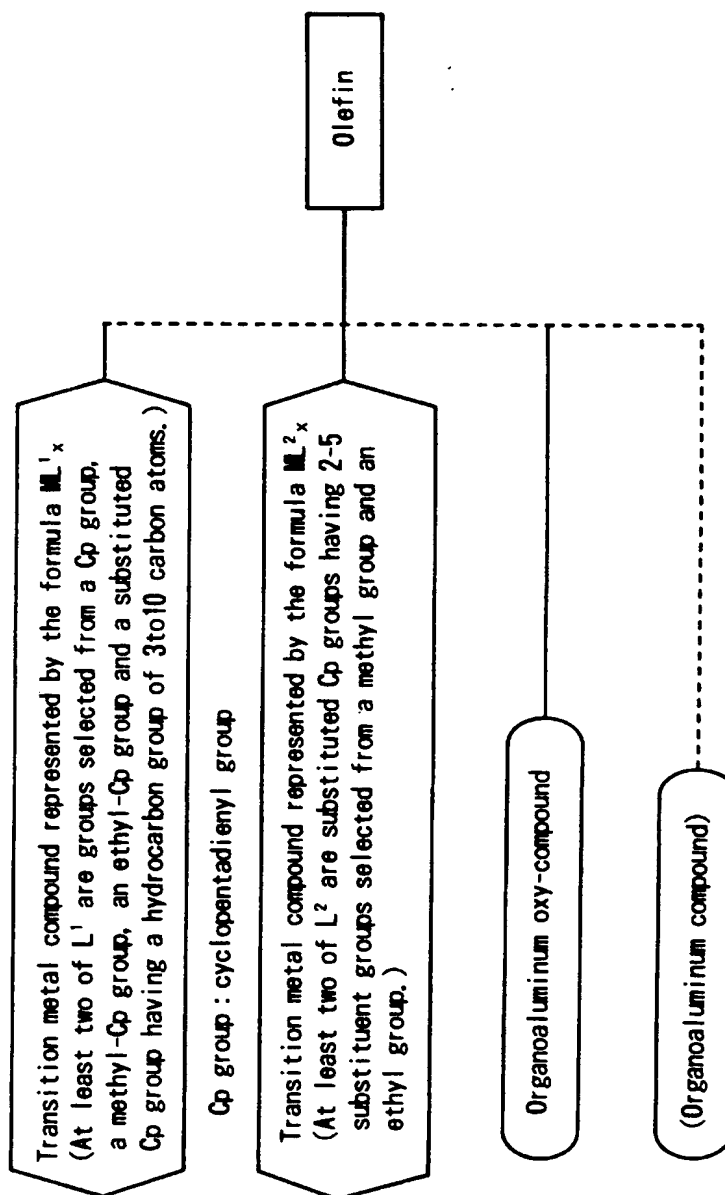 Transition metal compound represented by the formula ML¹x
(At least two of L¹ are groups selected from a Cp group,
a methyl-Cp group, an ethyl-Cp group and a substituted
Cp group having a hydrocarbon group of 3to10 carbon atoms.)
Cp group : cyclopentadienyl group
Transition metal compound represented by the formula ML²x
(At least two of L² are substituted Cp groups having 2-5
substituent groups selected from a methyl group and an
ethyl group.)
Organoaluminum oxy-compound
(Organoaluminum compound)
Olefin